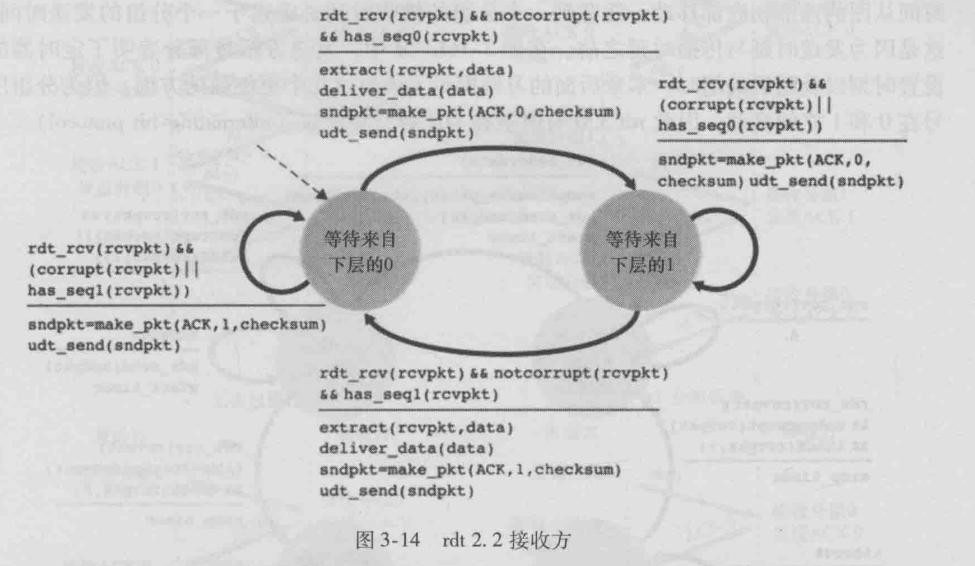 rdt_rcv(rcvpkt)&&notcorrupt(rcvpkt)
&&has_seq0(rcvpkt)
extract(rcvpkt,data)
deliver_data(data)
sndpkt=make_pkt(ACK,0,checksum)
udt_send(sndpkt)
rdt_rcv(rcvpkt)&&
(corrupt(rcvpkt)||
has_seq0(rcvpkt))
sndpkt=make_pkt(ACK,0,
checksum)udt_send(sndpkt)
等待来自
下层的0
等待来自
下层的1
rdt_rcv(rcvpkt)&&
(corrupt(rcvpkt)||
has_seq1(rcvpkt))
sndpkt=make_pkt(ACK,1,checksum)
udt_send(sndpkt)
rdt_rcv(rcvpkt)&&notcorrupt(rcvpkt)
&&has_seq1(rcvpkt)
extract(rcvpkt,data)
deliver_data(data)
sndpkt=make_pkt(ACK,1,checksum)
udt_send(sndpkt)
图 3-14 rdt 2.2 接收方